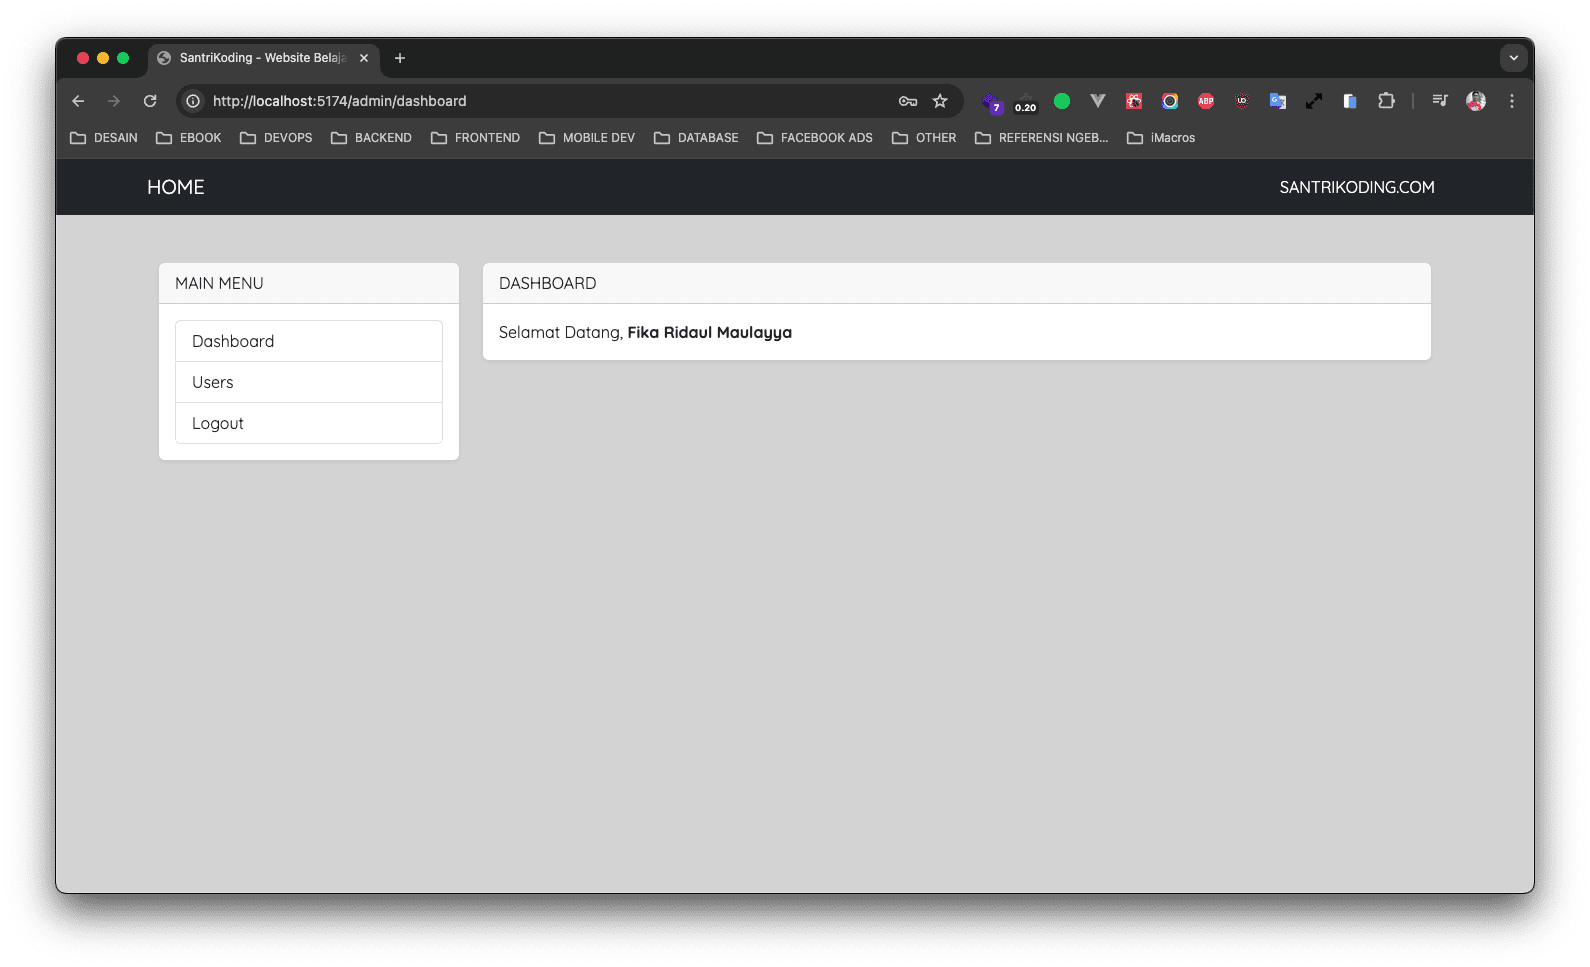 SantriKoding - Website Belaja
http://localhost:5174/admin/dashboard
7
0.20
ABP
DESAIN
EBOOK
DEVOPS
BACKEND
FRONTEND
MOBILE DEV
DATABASE
FACEBOOK ADS
OTHER
REFERENSI NGEB...
iMacros
HOME
SANTRIKODING.COM
MAIN MENU
Dashboard
Users
Logout
DASHBOARD
Selamat Datang, Fika Ridaul Maulayya